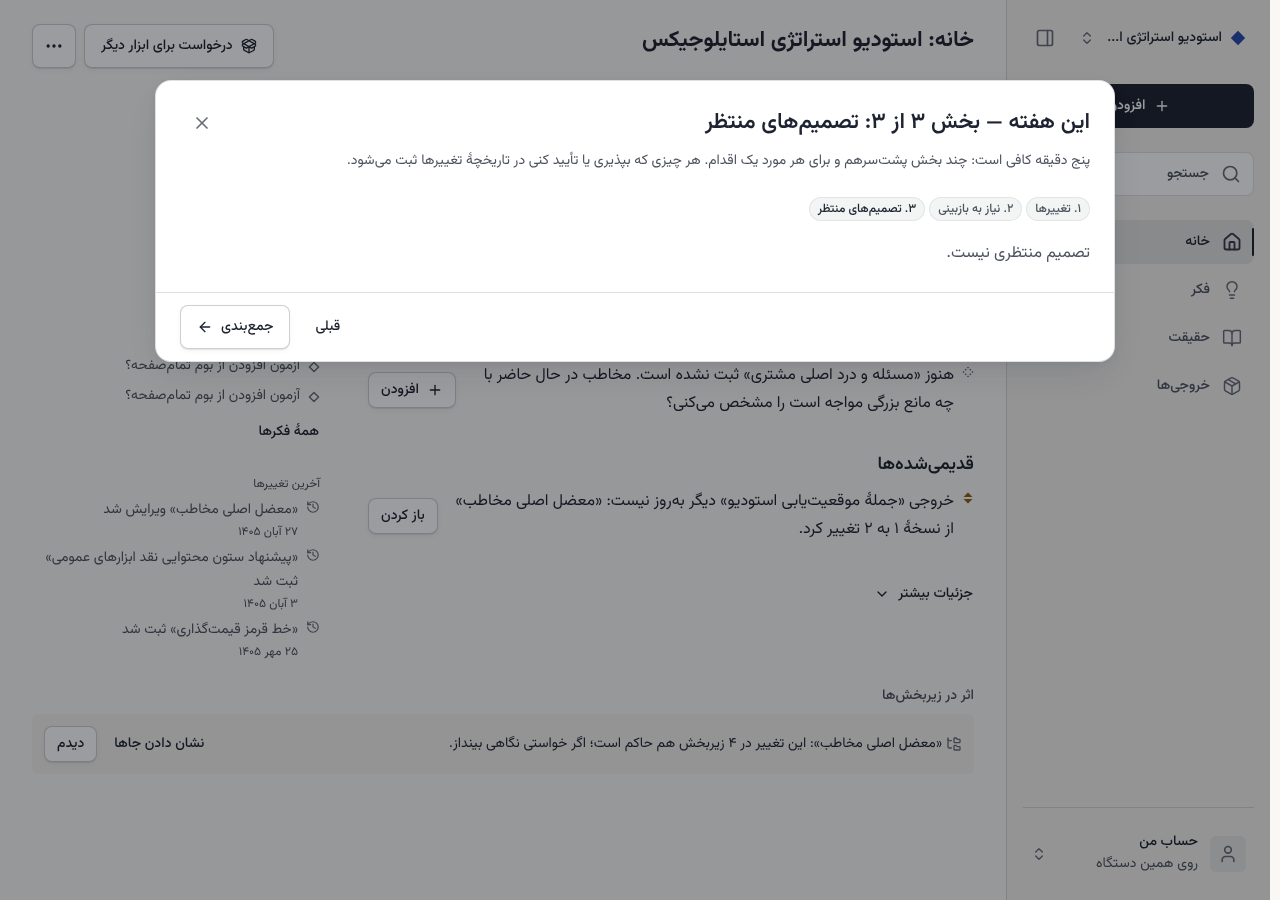 استودیو استراتژی ا...
افزودن
جستجو
خانه
فکر
حقیقت
خروجی‌ها
حساب من
روی همین دستگاه
خانه: استودیو استراتژی استایلوجیکس
درخواست برای ابزار دیگر
این هفته — بخش ۳ از ۳: تصمیم‌های منتظر
پنج دقیقه کافی است: چند بخش پشت‌سرهم و برای هر مورد یک اقدام. هر چیزی که بپذیری یا تأیید کنی در تاریخچهٔ تغییرها ثبت می‌شود.
۱. تغییرها
۲. نیاز به بازبینی
۳. تصمیم‌های منتظر
تصمیم منتظری نیست.
قبلی
جمع‌بندی
هنوز «مسئله و درد اصلی مشتری» ثبت نشده است. مخاطب در حال حاضر با
چه مانع بزرگی مواجه است را مشخص می‌کنی؟
افزودن
قدیمی‌شده‌ها
خروجی «جملهٔ موقعیت‌یابی استودیو» دیگر به‌روز نیست: «معضل اصلی مخاطب»
از نسخهٔ ۱ به ۲ تغییر کرد.
باز کردن
جزئیات بیشتر
آزمون افزودن از بوم تمام‌صفحه؟
آزمون افزودن از بوم تمام‌صفحه؟
همهٔ فکرها
آخرین تغییرها
«معضل اصلی مخاطب» ویرایش شد
۲۷ آبان ۱۴۰۵
«پیشنهاد ستون محتوایی نقد ابزارهای عمومی»
ثبت شد
۳ آبان ۱۴۰۵
«خط قرمز قیمت‌گذاری» ثبت شد
۲۵ مهر ۱۴۰۵
اثر در زیربخش‌ها
«معضل اصلی مخاطب»: این تغییر در ۴ زیربخش هم حاکم است؛ اگر خواستی نگاهی بینداز.
نشان دادن جاها
دیدم